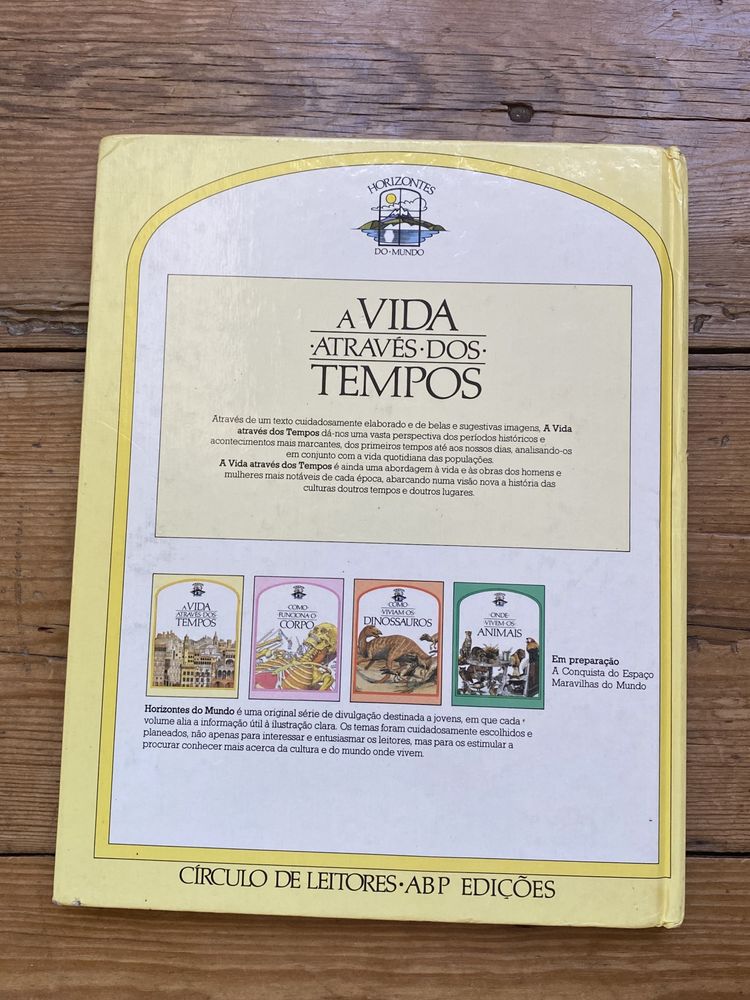 HORIZONTES
DO·MUNDO
A VIDA
·ATRAVÉS·DOS·
TEMPOS
Através de um texto cuidadosamente elaborado e de belas e sugestivas imagens, A Vida
através dos Tempos dá-nos uma vasta perspectiva dos períodos históricos e
acontecimentos mais marcantes, dos primeiros tempos até aos nossos dias, analisando-os
em conjunto com a vida quotidiana das populações.
A Vida através dos Tempos é ainda uma abordagem à vida e às obras dos homens e
mulheres mais notáveis de cada época, abarcando numa visão nova a história das
culturas doutros tempos e doutros lugares.
A VIDA
ATRAVÉS·DOS
TEMPOS
COMO
FUNCIONA·O
CORPO
COMO
VIVIAM·OS
DINOSSAUROS
ONDE
VIVEM·OS
ANIMAIS
Em preparação
A Conquista do Espaço
Maravilhas do Mundo
Horizontes do Mundo é uma original série de divulgação destinada a jovens, em que cada
volume alia a informação útil à ilustração clara. Os temas foram cuidadosamente escolhidos e
planeados, não apenas para interessar e entusiasmar os leitores, mas para os estimular a
procurar conhecer mais acerca da cultura e do mundo onde vivem.
CÍRCULO DE LEITORES·ABP EDIÇÕES